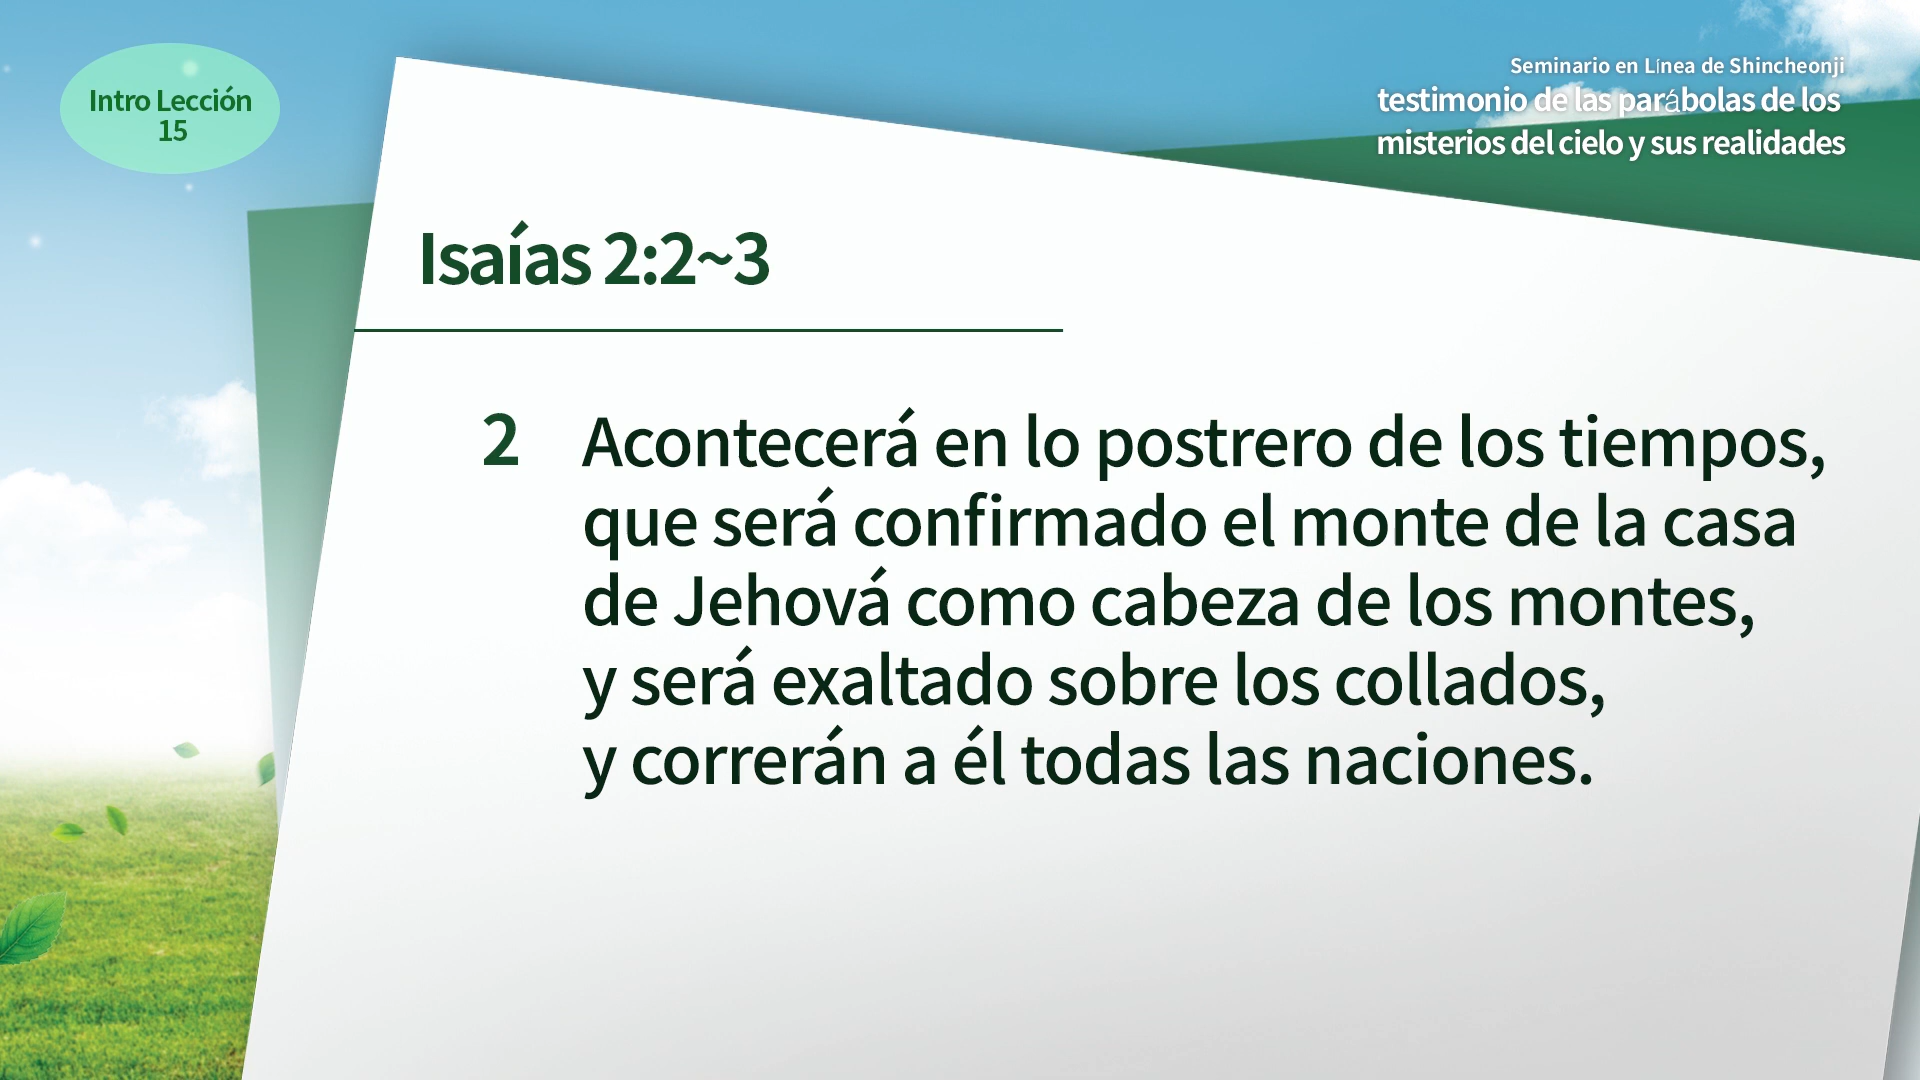 Intro Lección
15
Seminario en Línea de Shincheonji
testimonio de las parábolas de los
misterios del cielo y sus realidades
Isaías 2:2~3
2 Acontecerá en lo postrero de los tiempos,
que será confirmado el monte de la casa
de Jehová como cabeza de los montes,
y será exaltado sobre los collados,
y correrán a él todas las naciones.